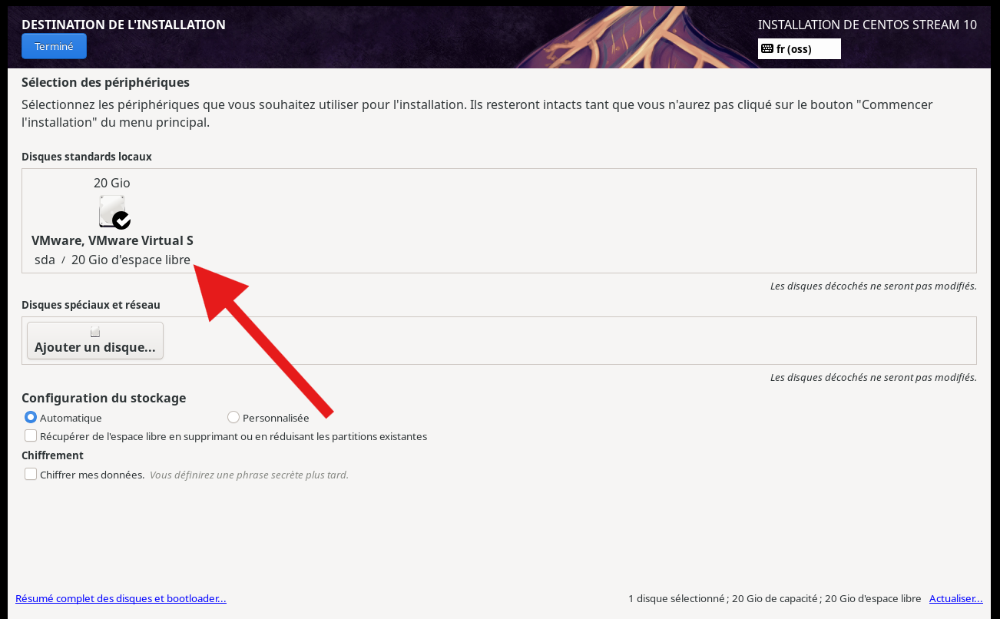 DESTINATION DE L'INSTALLATION
INSTALLATION DE CENTOS STREAM 10
Terminé
fr (oss)
Sélection des périphériques
Sélectionnez les périphériques que vous souhaitez utiliser pour l'installation. Ils resteront intacts tant que vous n'aurez pas cliqué sur le bouton "Commencer
l'installation" du menu principal.
Disques standards locaux
20 Gio
VMware, VMware Virtual S
sda / 20 Gio d'espace libre
Les disques décochés ne seront pas modifiés.
Disques spéciaux et réseau
Ajouter un disque...
Les disques décochés ne seront pas modifiés.
Configuration du stockage
Automatique Personnalisée
Récupérer de l'espace libre en supprimant ou en réduisant les partitions existantes
Chiffrement
Chiffrer mes données. Vous définirez une phrase secrète plus tard.
Résumé complet des disques et bootloader... 1 disque sélectionné ; 20 Gio de capacité ; 20 Gio d'espace libre Actualiser...